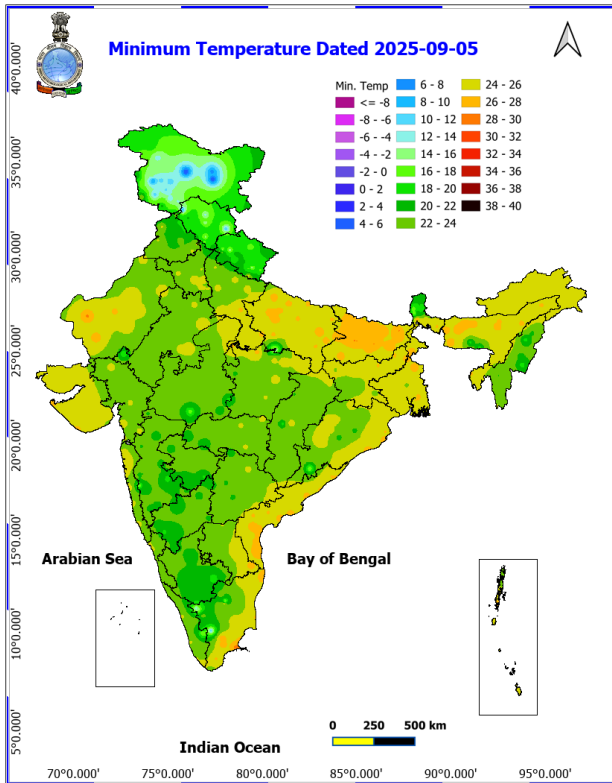 Minimum Temperature Dated 2025-09-05
Min. Temp
<= -8
-8 - -6
-6 - -4
-4 - -2
-2 - 0
0 - 2
2 - 4
4 - 6
6 - 8
8 - 10
10 - 12
12 - 14
14 - 16
16 - 18
18 - 20
20 - 22
22 - 24
24 - 26
26 - 28
28 - 30
30 - 32
32 - 34
34 - 36
36 - 38
38 - 40
40°0.000'
35°0.000'
30°0.000'
25°0.000'
20°0.000'
15°0.000'
10°0.000'
5°0.000'
Arabian Sea
Bay of Bengal
0 250 500 km
Indian Ocean
70°0.000' 75°0.000' 80°0.000' 85°0.000' 90°0.000' 95°0.000'